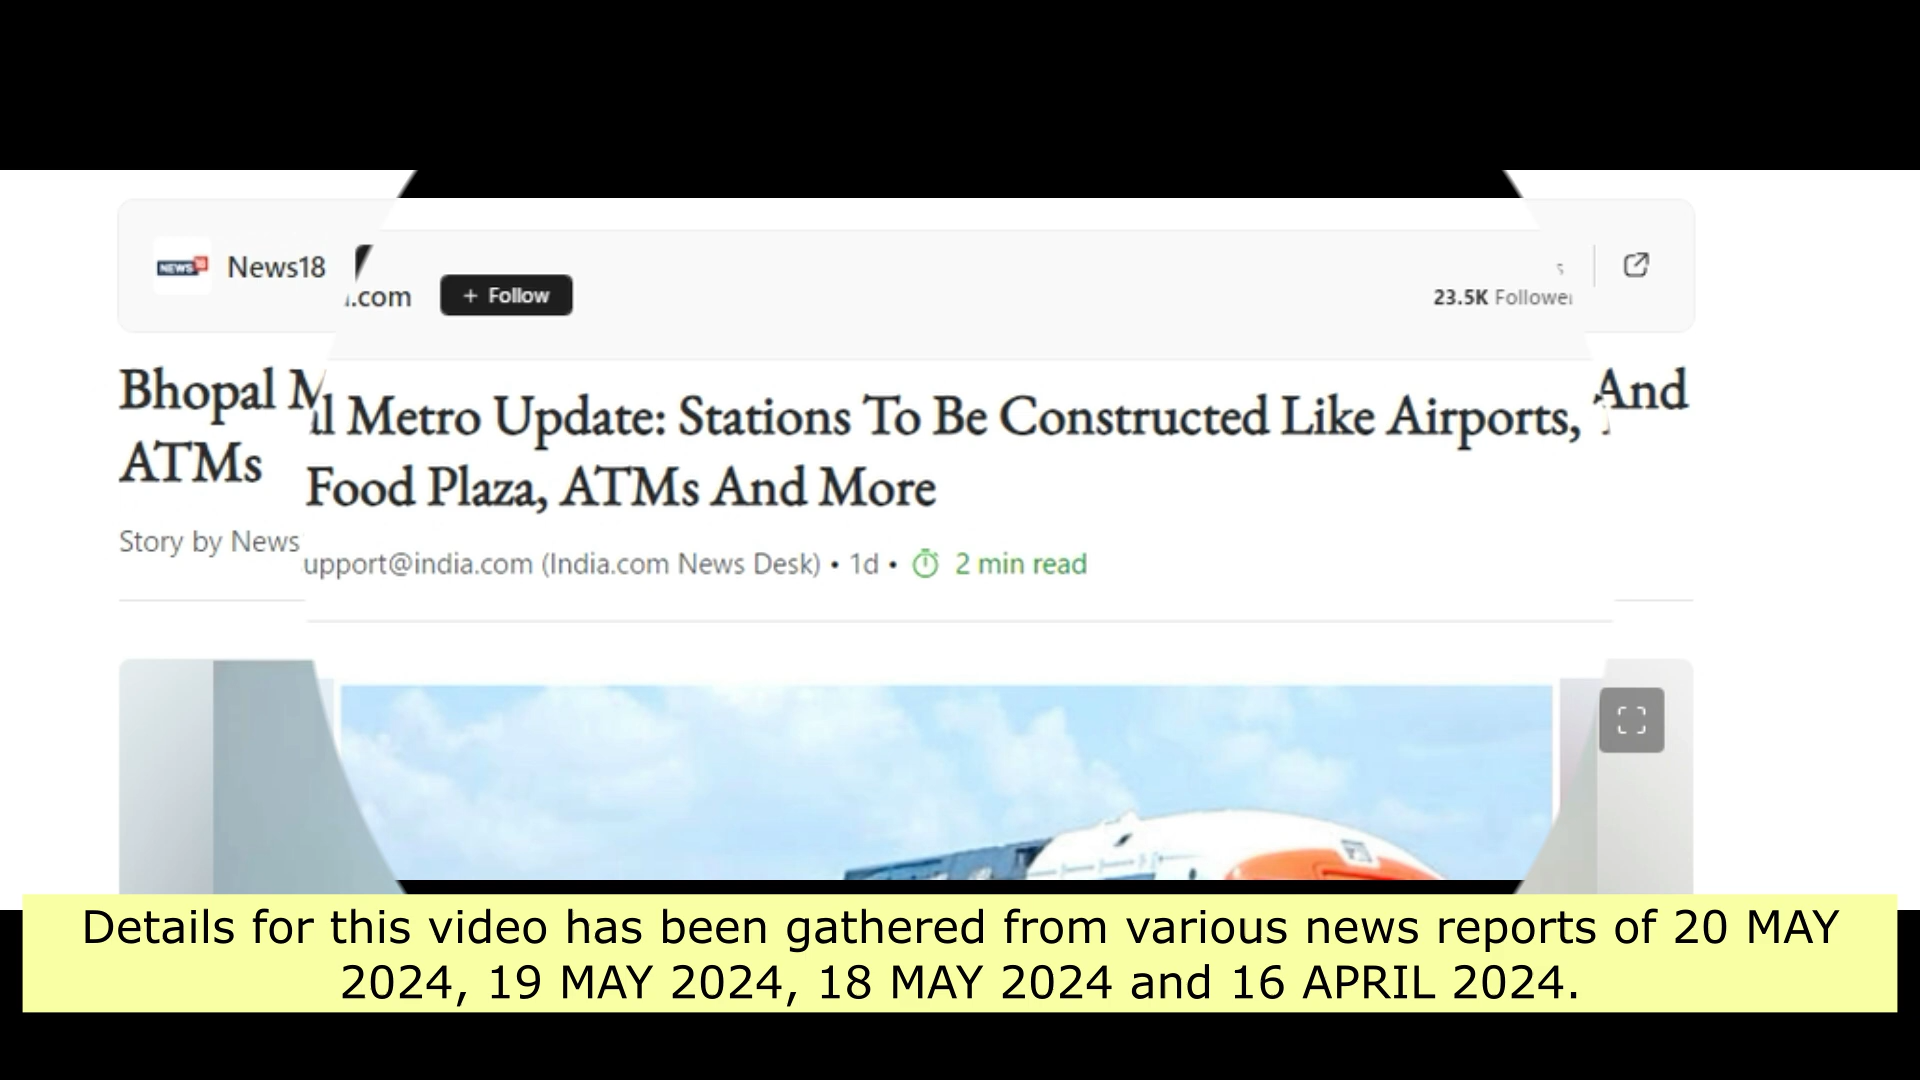 NEWS18 News18
.com + Follow 23.5K Follower
Bhopal M And
l Metro Update: Stations To Be Constructed Like Airports,
ATMs
Food Plaza, ATMs And More
Story by News
upport@india.com (India.com News Desk) • 1d • 2 min read
Details for this video has been gathered from various news reports of 20 MAY
2024, 19 MAY 2024, 18 MAY 2024 and 16 APRIL 2024.